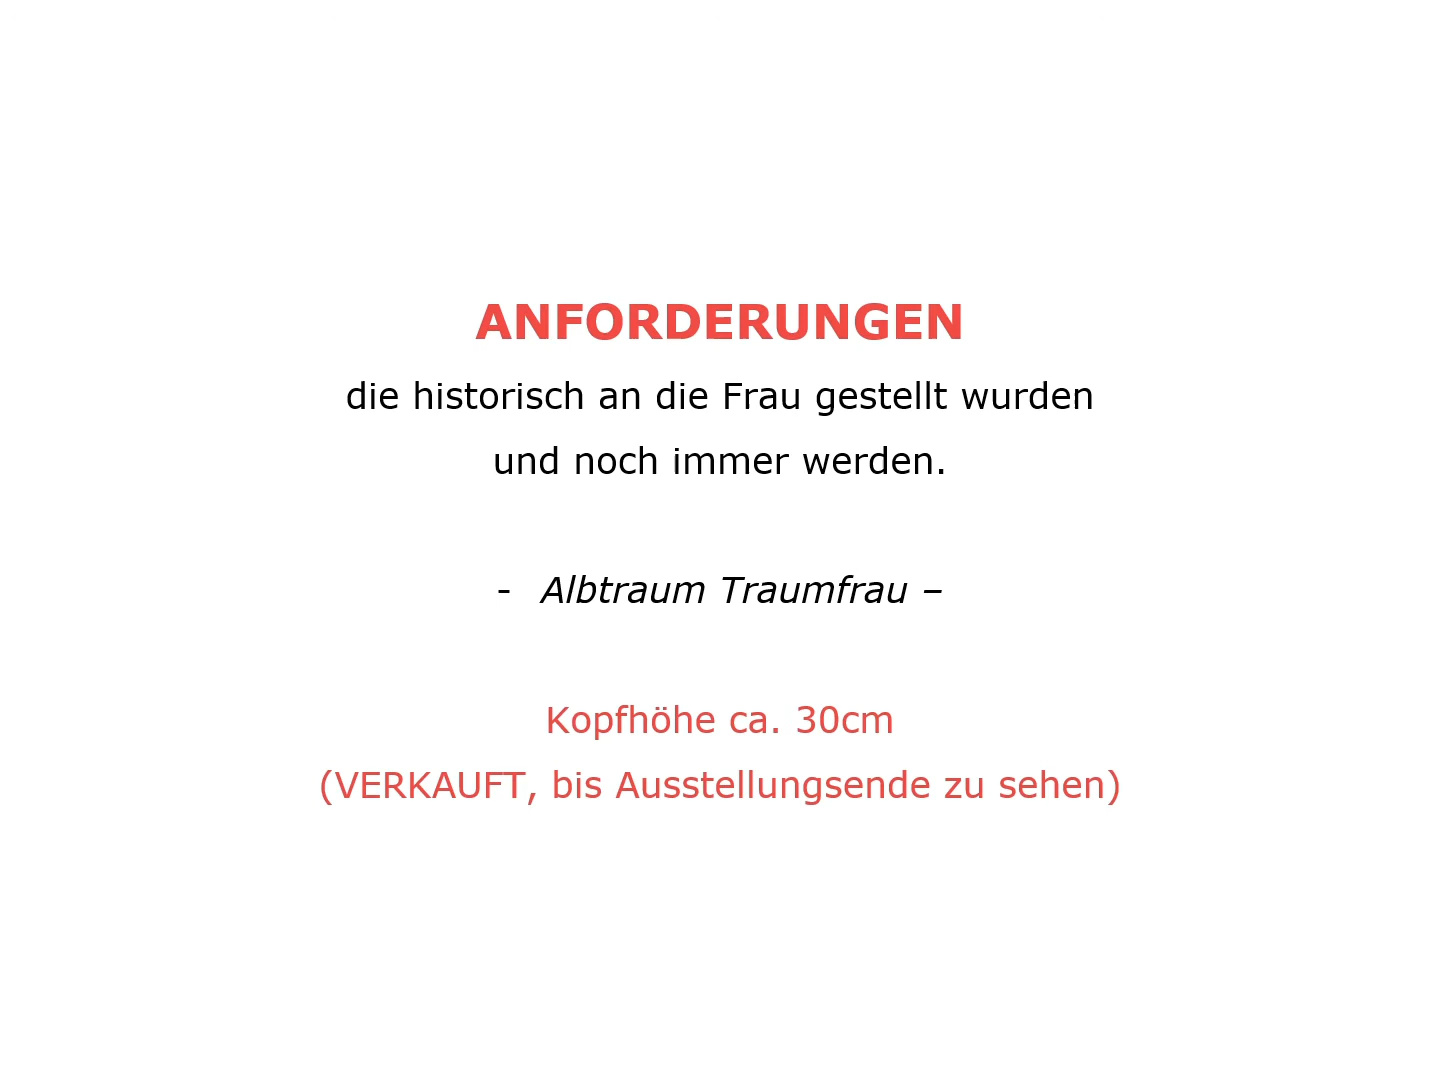 ANFORDERUNGEN
die historisch an die Frau gestellt wurden
und noch immer werden.
- Albtraum Traumfrau –
Kopfhöhe ca. 30cm
(VERKAUFT, bis Ausstellungsende zu sehen)